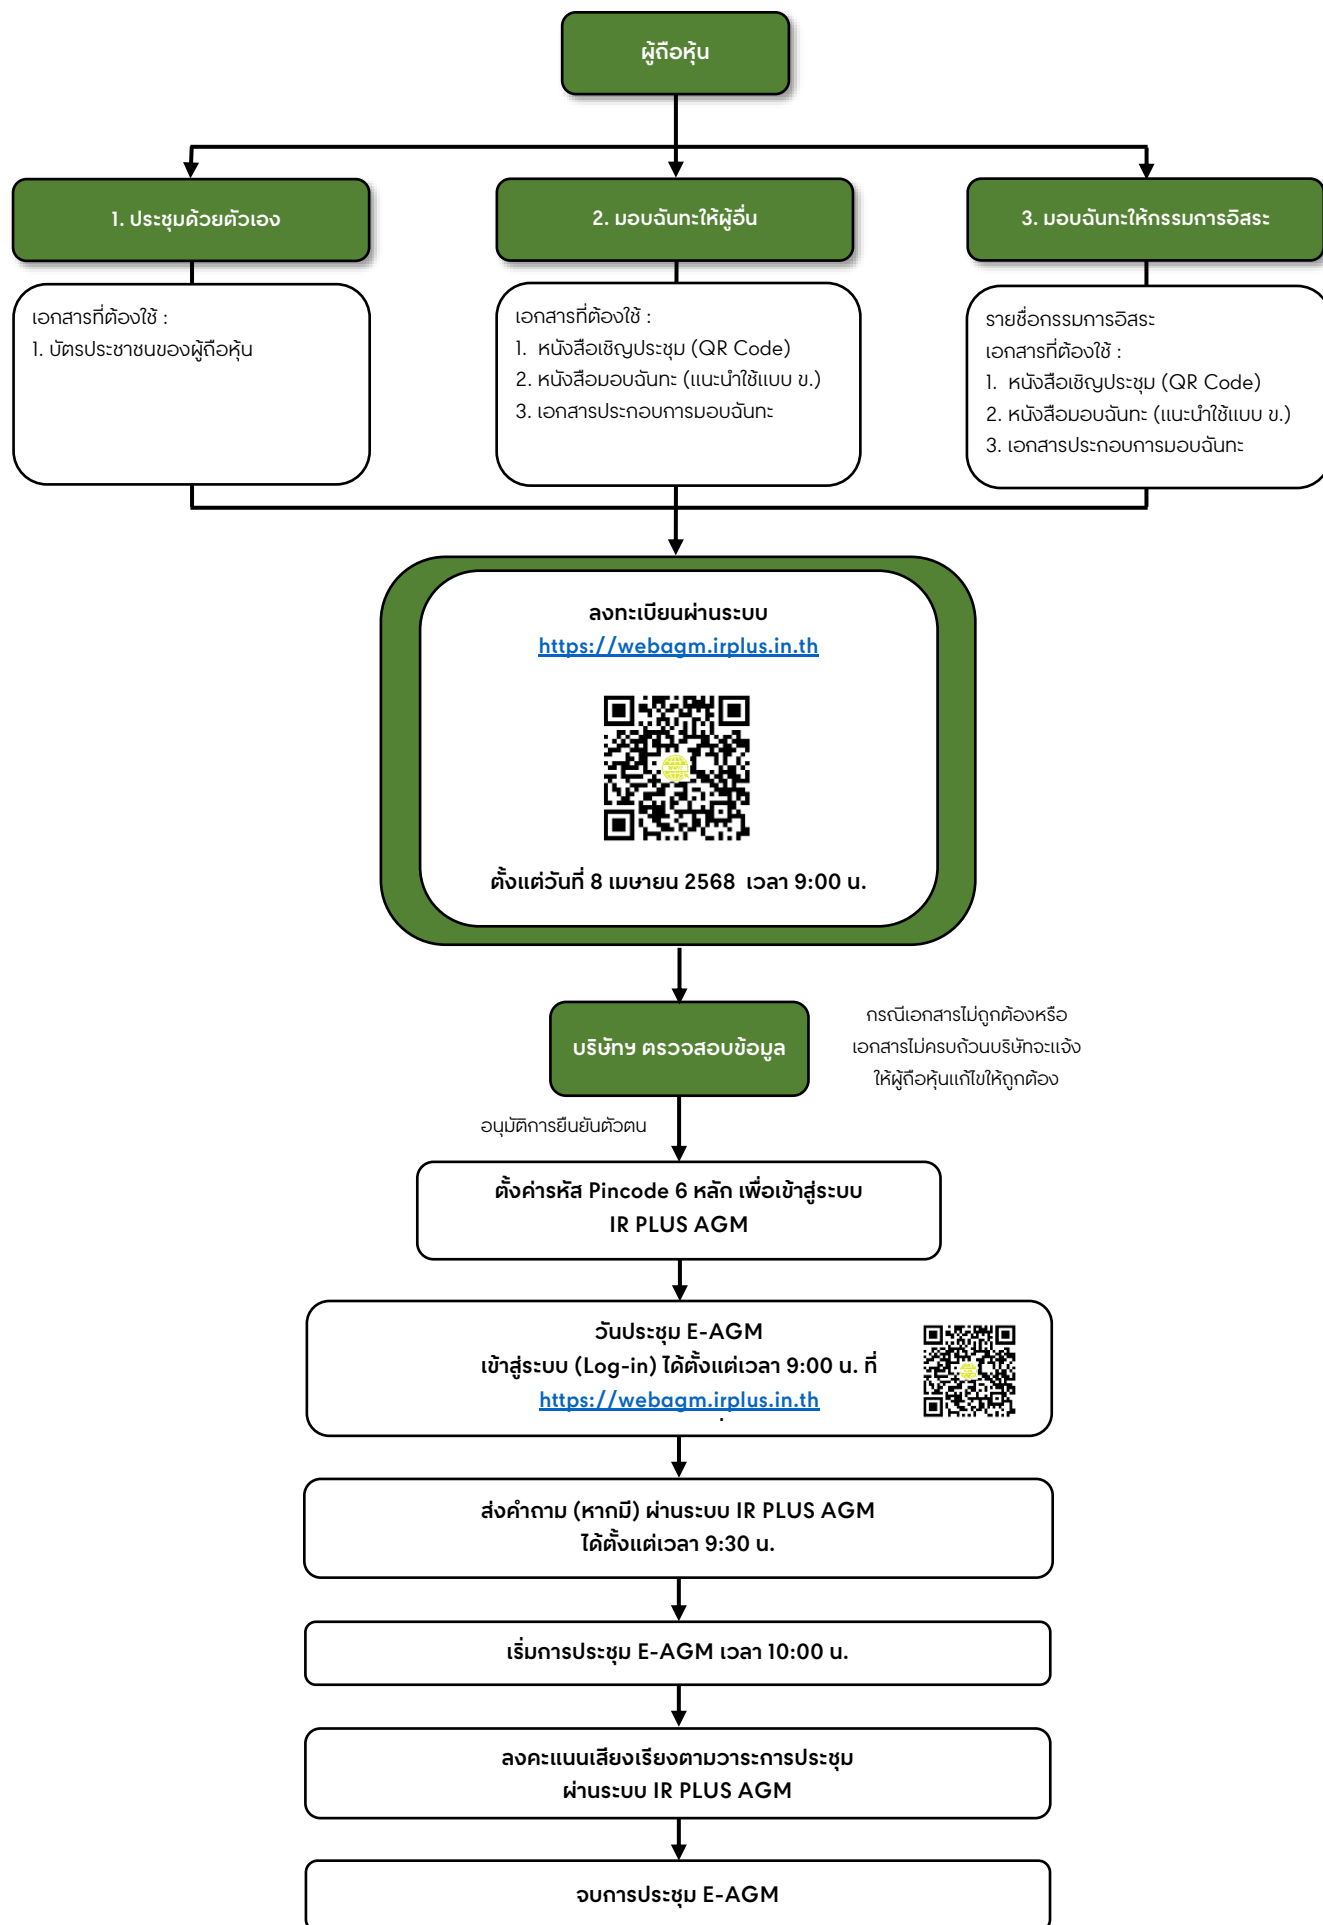 ผู้ถือหุ้น
1. ประชุมด้วยตัวเอง
2. มอบฉันทะให้ผู้อื่น
3. มอบฉันทะให้กรรมการอิสระ
เอกสารที่ต้องใช้ :
1. บัตรประชาชนของผู้ถือหุ้น
เอกสารที่ต้องใช้ :
1. หนังสือเชิญประชุม (QR Code)
2. หนังสือมอบฉันทะ (แนะนำใช้แบบ ข.)
3. เอกสารประกอบการมอบฉันทะ
รายชื่อกรรมการอิสระ
เอกสารที่ต้องใช้ :
1. หนังสือเชิญประชุม (QR Code)
2. หนังสือมอบฉันทะ (แนะนำใช้แบบ ข.)
3. เอกสารประกอบการมอบฉันทะ
ลงทะเบียนผ่านระบบ
https://webagm.irplus.in.th
ตั้งแต่วันที่ 8 เมษายน 2568 เวลา 9:00 น.
บริษัทฯ ตรวจสอบข้อมูล
กรณีเอกสารไม่ถูกต้องหรือ
เอกสารไม่ครบถ้วนบริษัทจะแจ้ง
ให้ผู้ถือหุ้นแก้ไขให้ถูกต้อง
อนุมัติการยืนยันตัวตน
ตั้งค่ารหัส Pincode 6 หลัก เพื่อเข้าสู่ระบบ
IR PLUS AGM
วันประชุม E-AGM
เข้าสู่ระบบ (Log-in) ได้ตั้งแต่เวลา 9:00 น. ที่
https://webagm.irplus.in.th
ส่งคำถาม (หากมี) ผ่านระบบ IR PLUS AGM
ได้ตั้งแต่เวลา 9:30 น.
เริ่มการประชุม E-AGM เวลา 10:00 น.
ลงคะแนนเสียงเรียงตามวาระการประชุม
ผ่านระบบ IR PLUS AGM
จบการประชุม E-AGM